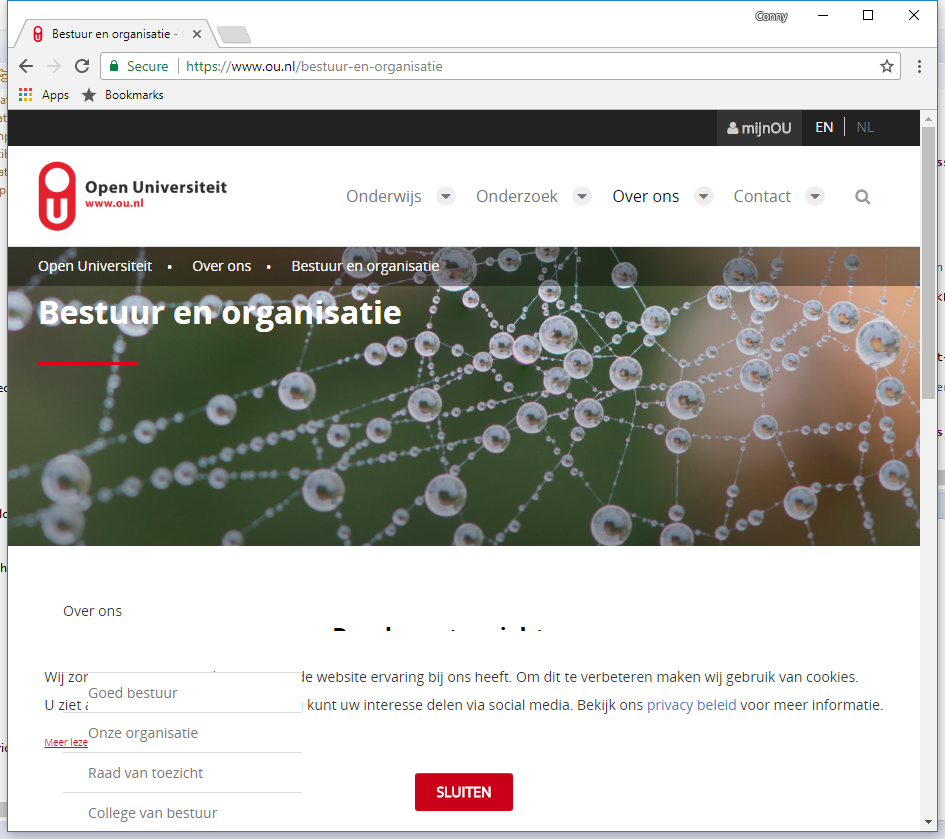 Conny
Bestuur en organisatie -
Secure https://www.ou.nl/bestuur-en-organisatie
Apps Bookmarks
mijnOU EN NL
Open Universiteit
www.ou.nl
Onderwijs Onderzoek Over ons Contact
Open Universiteit • Over ons • Bestuur en organisatie
Bestuur en organisatie
Over ons
Wij zor de website ervaring bij ons heeft. Om dit te verbeteren maken wij gebruik van cookies.
Goed bestuur
U ziet kunt uw interesse delen via social media. Bekijk ons privacy beleid voor meer informatie.
Onze organisatie
Meer leze
Raad van toezicht
SLUITEN
College van bestuur